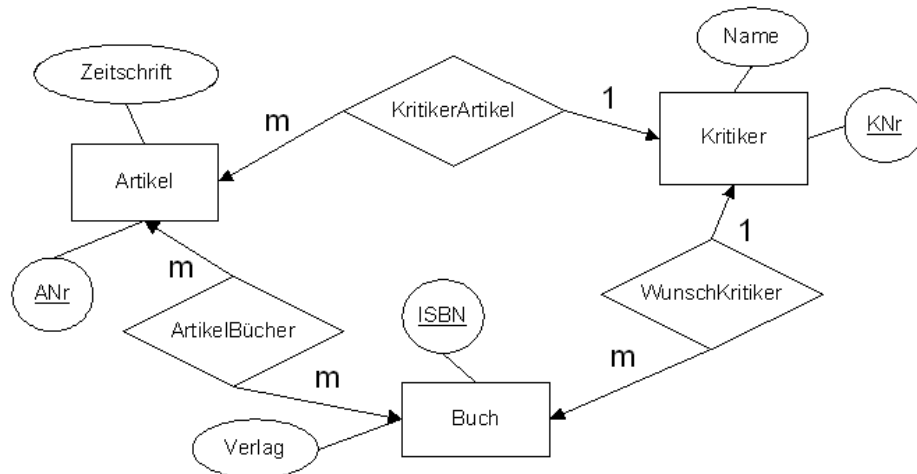 Name
Zeitschrift
KritikerArtikel
1
m
KNr
Kritiker
Artikel
1
m
ANr
ISBN
WunschKritiker
ArtikelBücher
m
m
Buch
Verlag